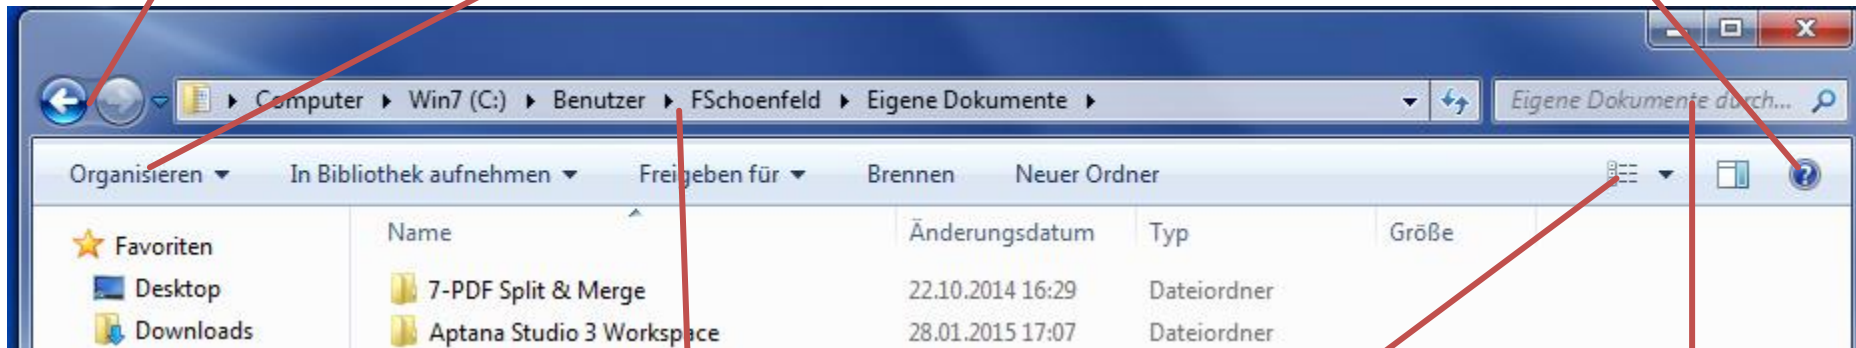 Computer ▸ Win7 (C:) ▸ Benutzer ▸ FSchoenfeld ▸ Eigene Dokumente ▸
Eigene Dokumente durch...
Organisieren In Bibliothek aufnehmen Freigeben für Brennen Neuer Ordner
Favoriten
Name Änderungsdatum Typ Größe
Desktop
7-PDF Split & Merge 22.10.2014 16:29 Dateiordner
Downloads
Aptana Studio 3 Workspace 28.01.2015 17:07 Dateiordner